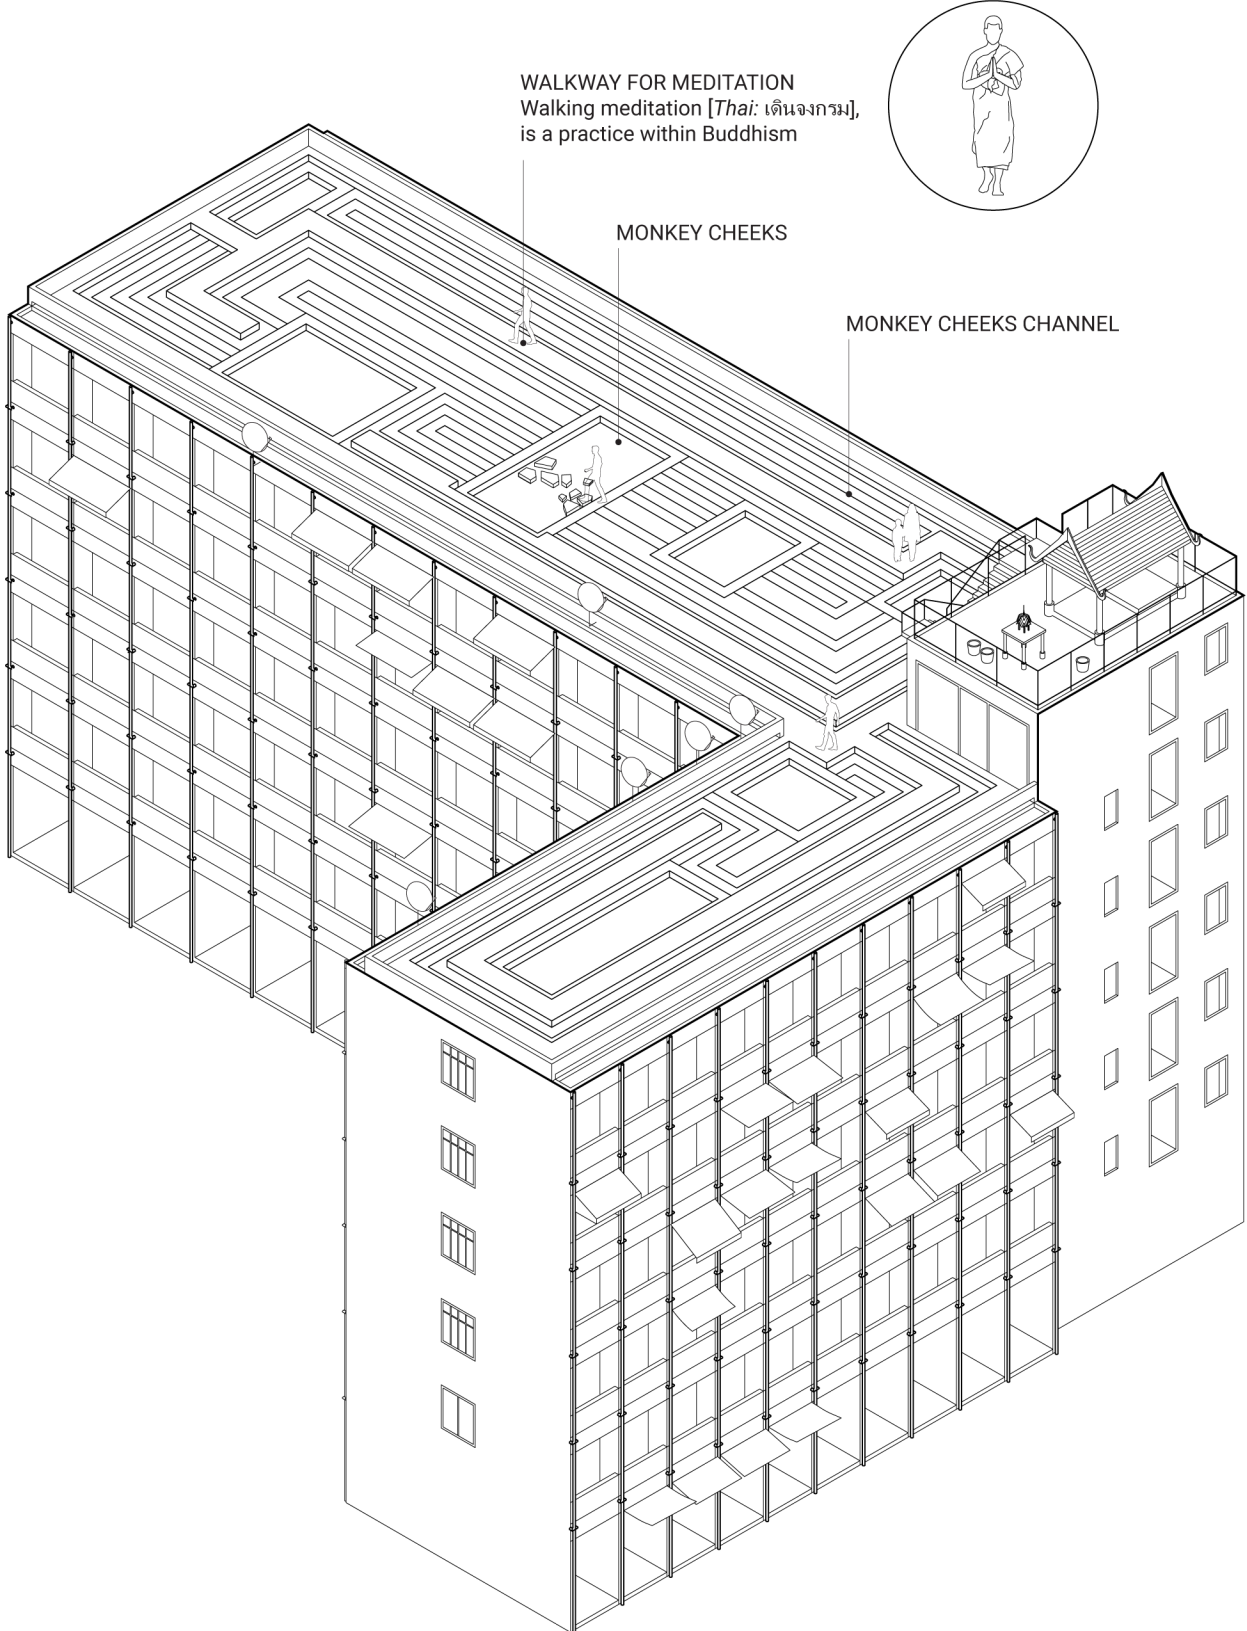 WALKWAY FOR MEDITATION
Walking meditation [Thai: เดินจงกรม],
is a practice within Buddhism
MONKEY CHEEKS
MONKEY CHEEKS CHANNEL